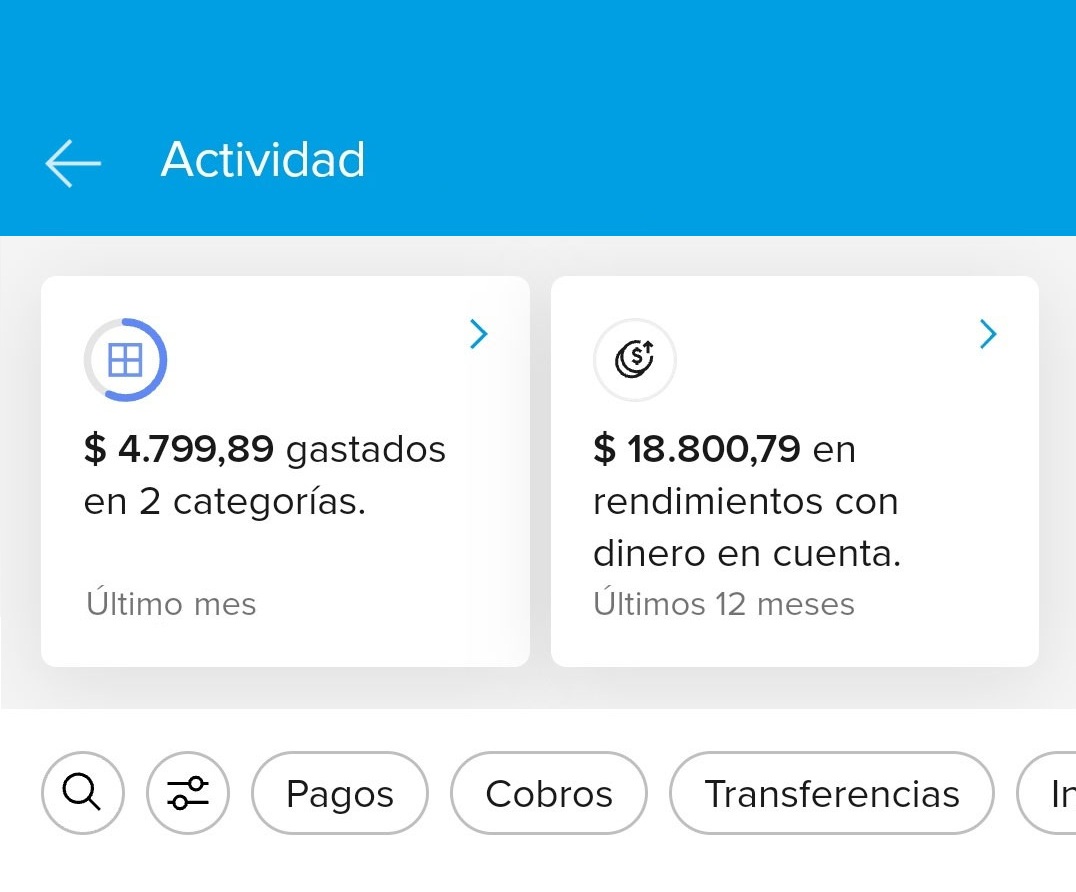 Actividad
$ 4.799,89 gastados
en 2 categorías.
Último mes
$ 18.800,79 en
rendimientos con
dinero en cuenta.
Últimos 12 meses
Pagos
Cobros
Transferencias